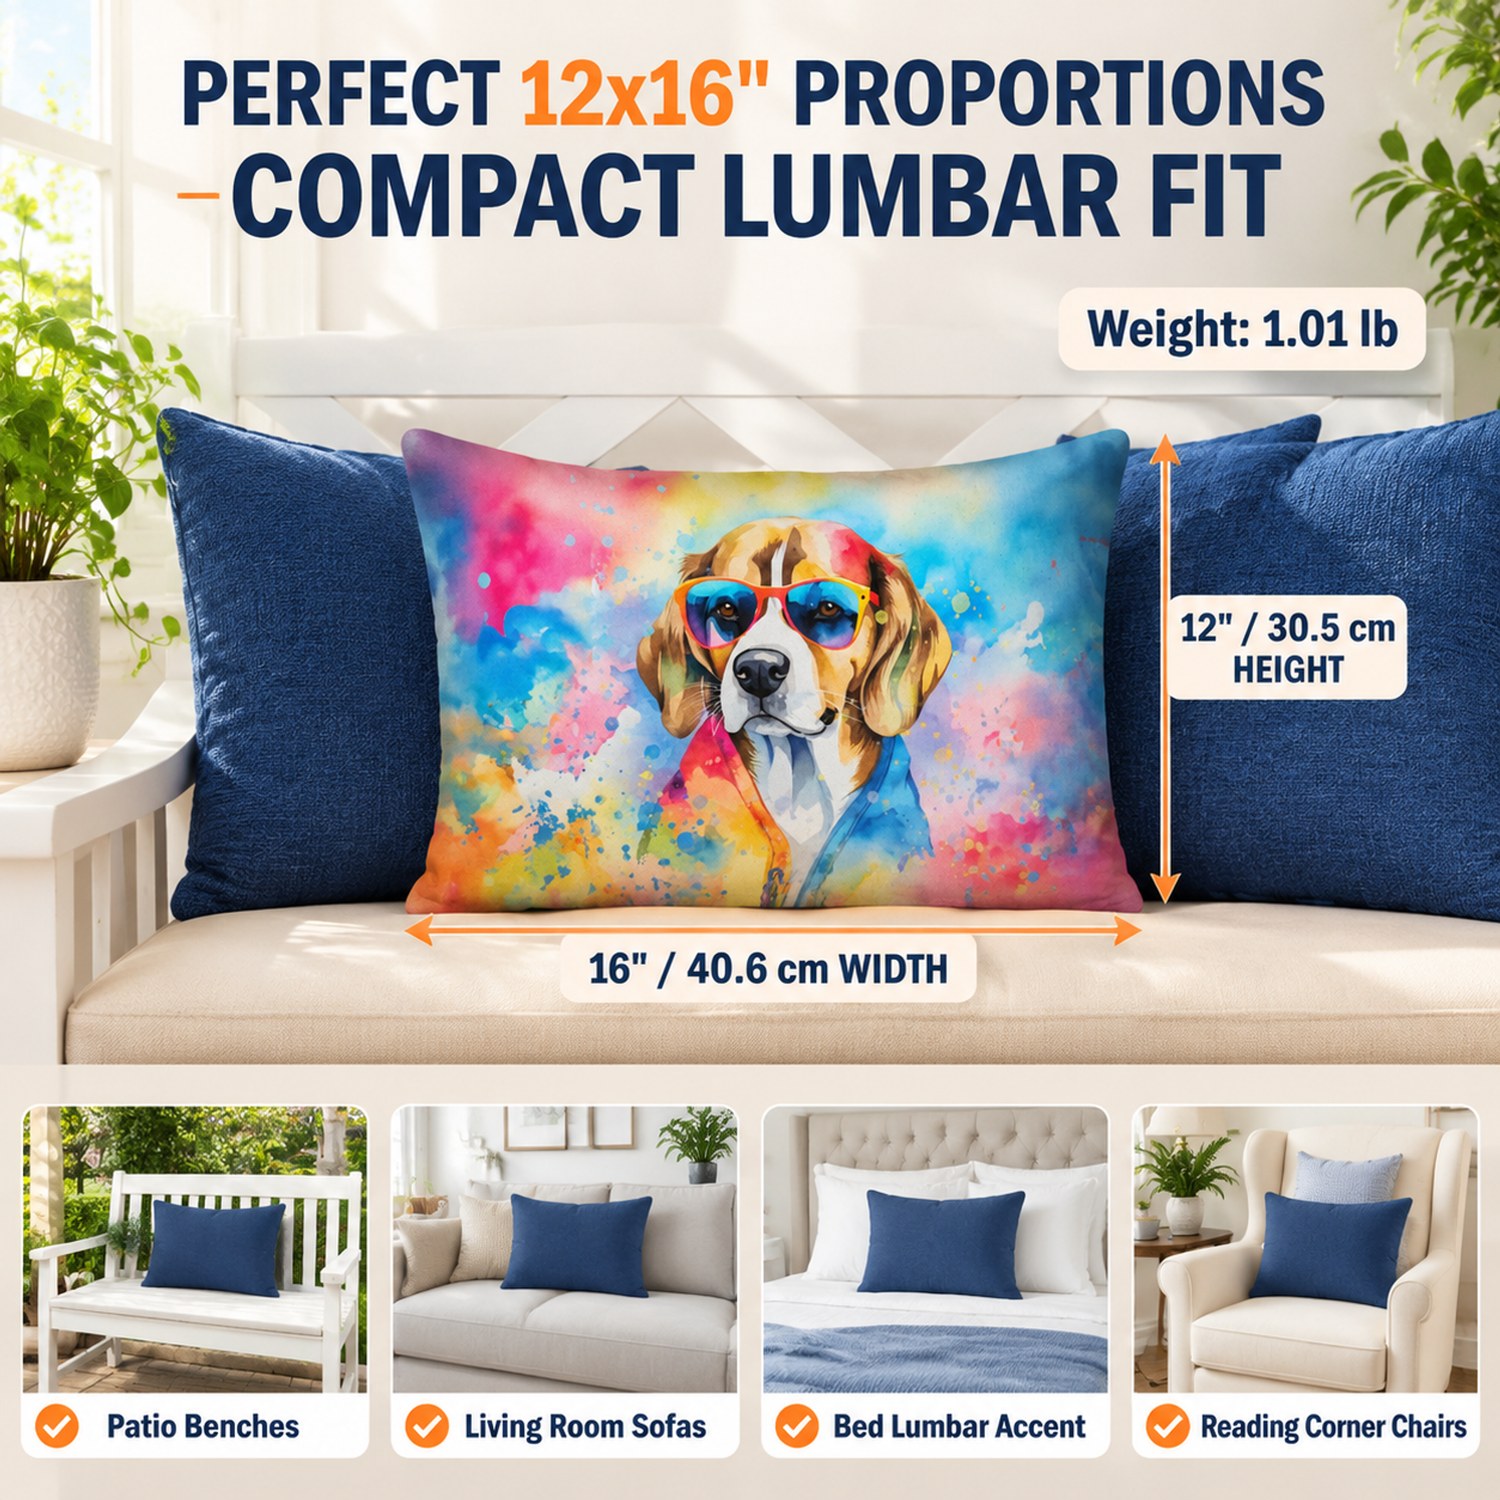 PERFECT 12x16" PROPORTIONS
– COMPACT LUMBAR FIT
Weight: 1.01 lb
12" / 30.5 cm
HEIGHT
16" / 40.6 cm WIDTH
Patio Benches
Living Room Sofas
Bed Lumbar Accent
Reading Corner Chairs